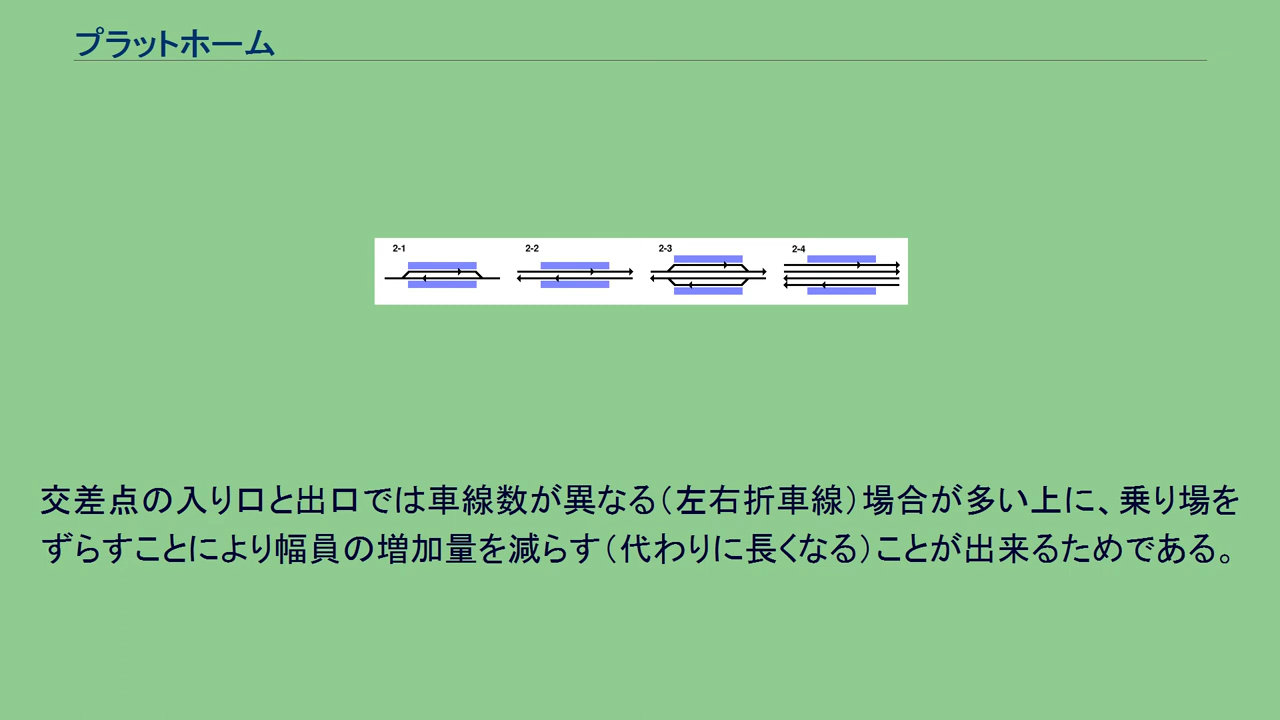 プラットホーム
2-1 2-2 2-3 2-4
交差点の入り口と出口では車線数が異なる（左右折車線）場合が多い上に、乗り場を
ずらすことにより幅員の増加量を減らす（代わりに長くなる）ことが出来るためである。